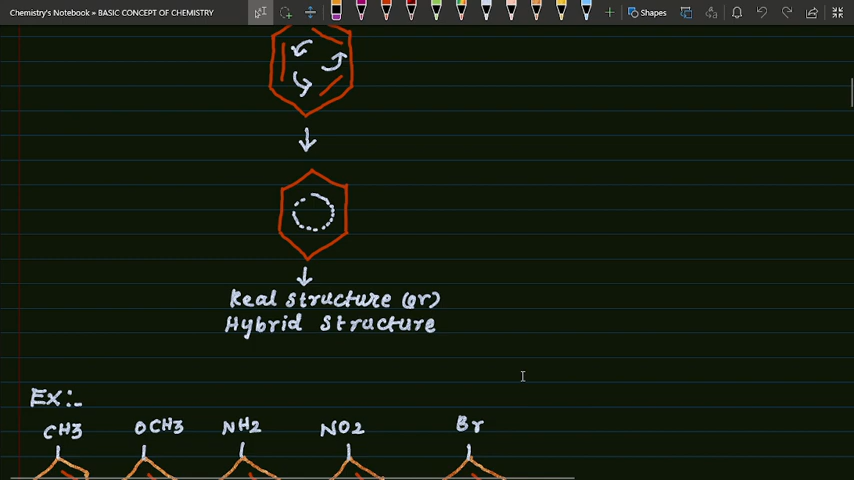 Chemistry's Notebook » BASIC CONCEPT OF CHEMISTRY
Shapes
Real Structure (or)
Hybrid Structure
Ex:-
CH3 OCH3 NH2 NO2 Br